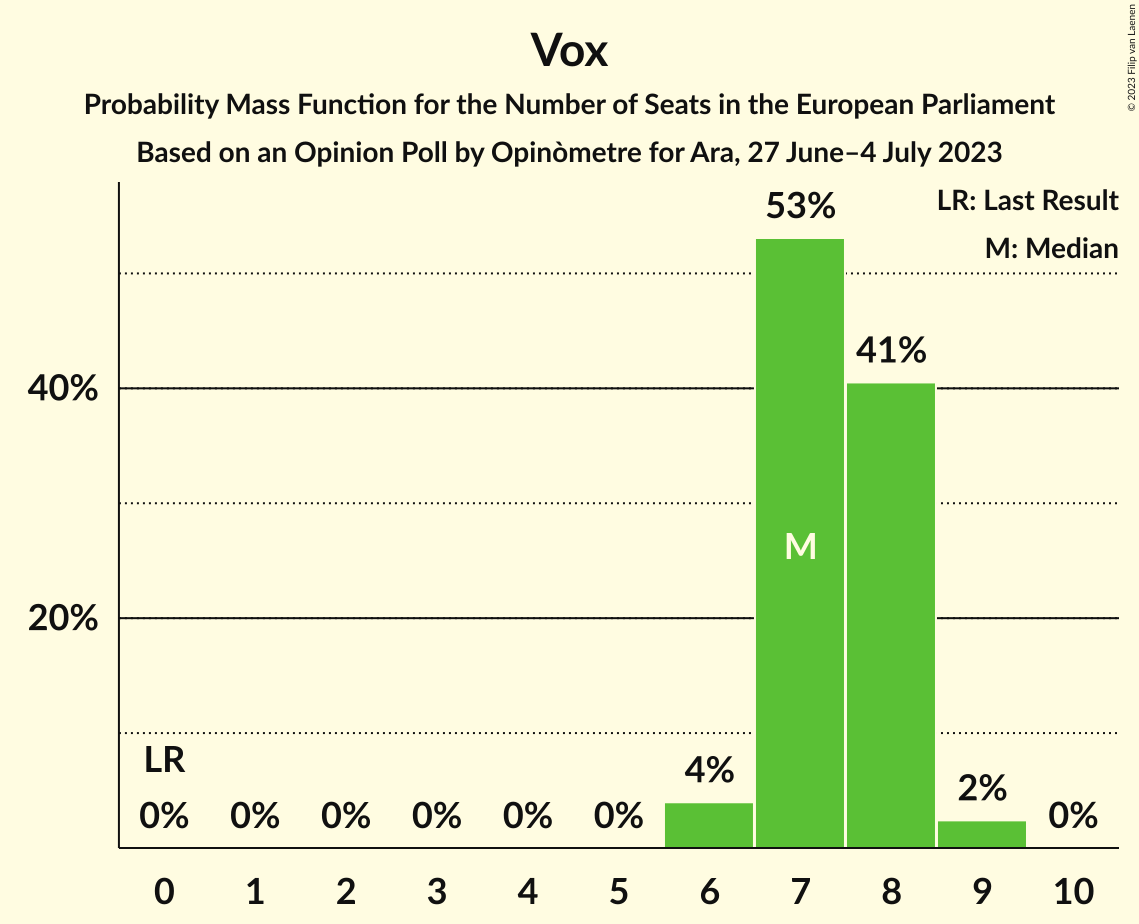 Vox
Probability Mass Function for the Number of Seats in the European Parliament
Based on an Opinion Poll by Opinòmetre for Ara, 27 June–4 July 2023
© 2023 Filip van Laenen
LR: Last Result
M: Median
53%
41%
40%
M
20%
LR
0% 0% 0% 0% 0% 0% 4% 2% 0%
0 1 2 3 4 5 6 7 8 9 10